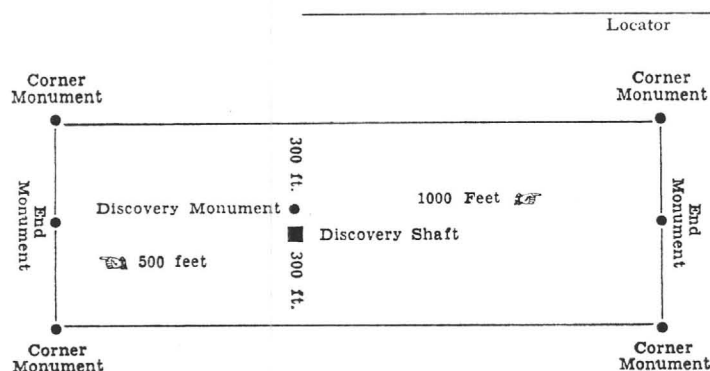 Locator
Corner
Monument
Corner
Monument
300 ft.
End
Monument
Discovery Monument
1000 Feet
End
Monument
Discovery Shaft
500 feet
300 ft.
Corner
Monument
Corner
Monument